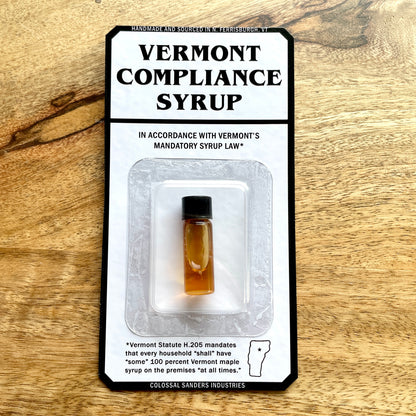 HANDMADE AND SOURCED IN N. FERRISBURGH, VT
VERMONT
COMPLIANCE
SYRUP
IN ACCORDANCE WITH VERMONT'S
MANDATORY SYRUP LAW*
*Vermont Statute H.205 mandates
that every household "shall" have
"some" 100 percent Vermont maple
syrup on the premises "at all times."
COLOSSAL SANDERS INDUSTRIES